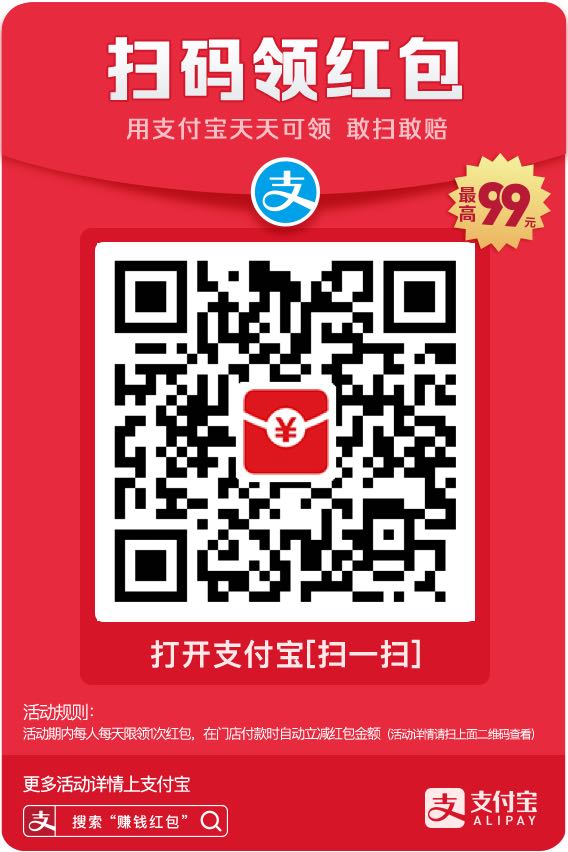 扫码领红包
用支付宝天天可领 敢扫敢赔
支
最高99元
¥
打开支付宝[扫一扫]
活动规则：
活动期内每人每天限领1次红包，在门店付款时自动立减红包金额（活动详情请扫上面二维码查看）
更多活动详情上支付宝
支 搜索“赚钱红包”
支 支付宝
ALIPAY